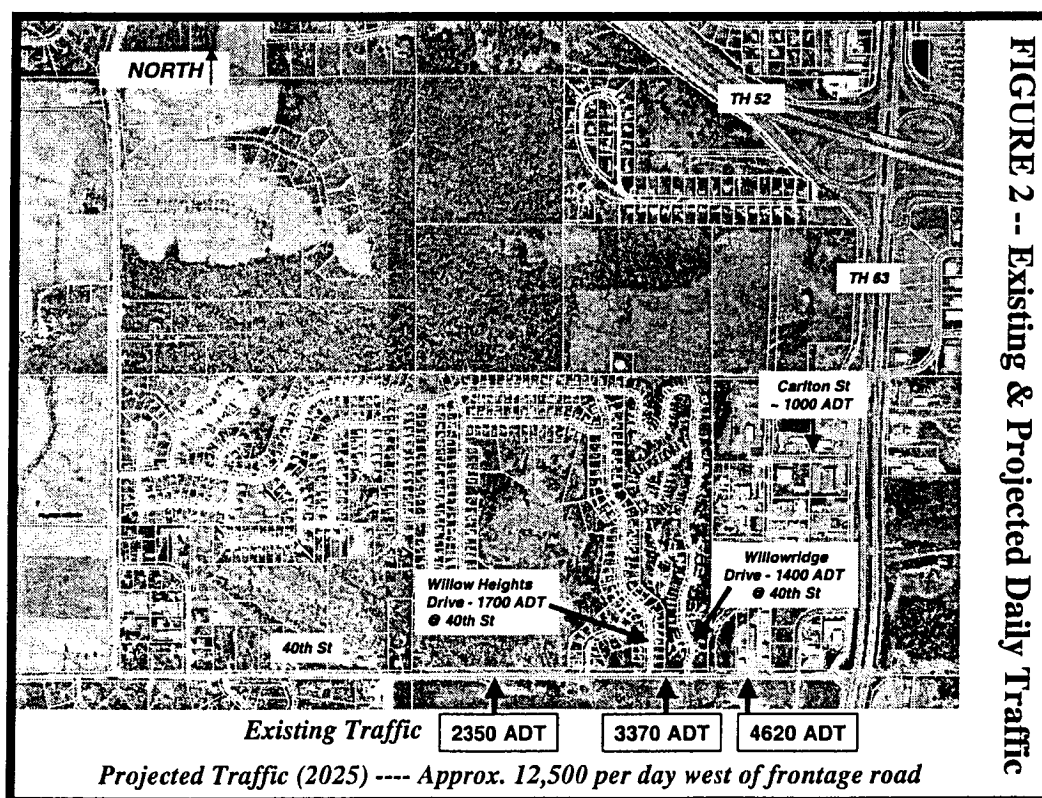 FIGURE 2 -- Existing & Projected Daily Traffic
NORTH
TH 52
TH 63
Carlton St
~ 1000 ADT
Willow Heights
Drive - 1700 ADT
@ 40th St
Willowridge
Drive - 1400 ADT
@ 40th St
40th St
Existing Traffic
2350 ADT
3370 ADT
4620 ADT
Projected Traffic (2025) ---- Approx. 12,500 per day west of frontage road